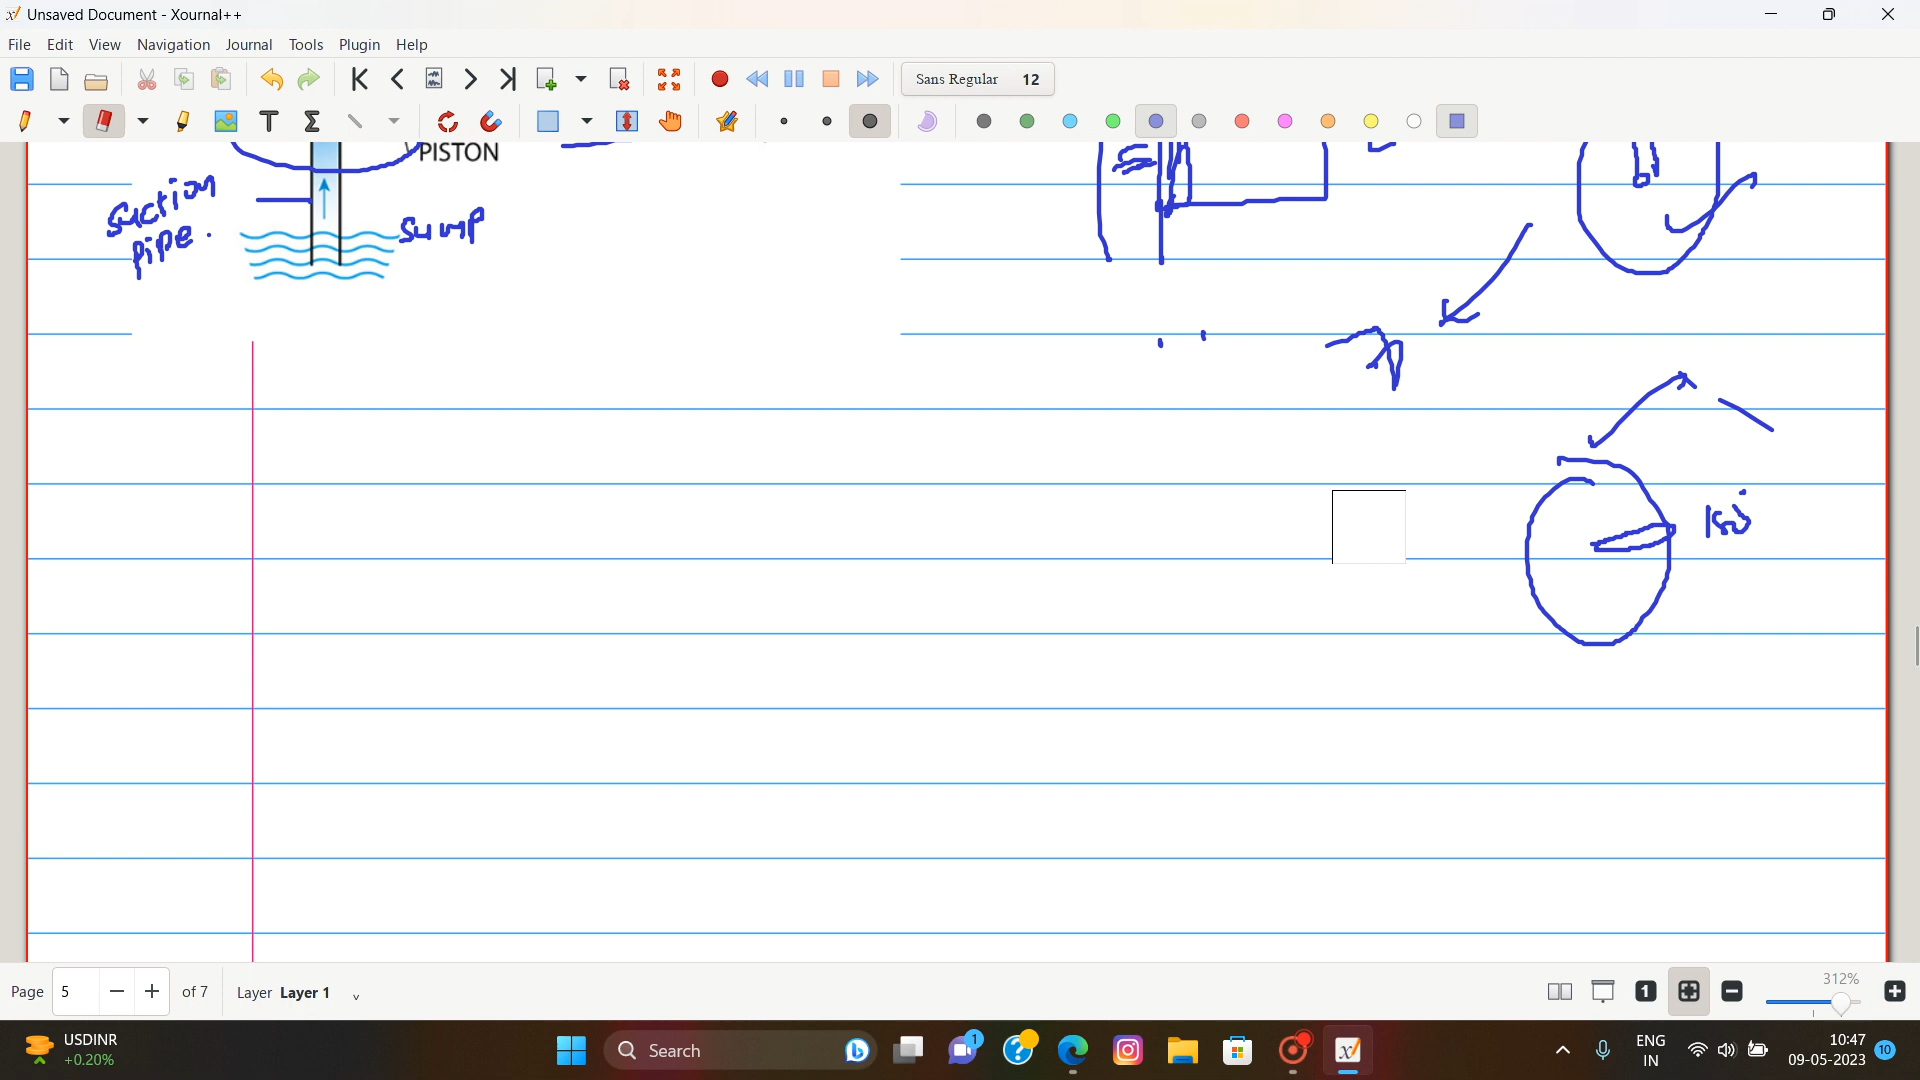 Unsaved Document - Xournal++
File Edit View Navigation Journal Tools Plugin Help
Sans Regular 12
PISTON
Suction
pipe.
Sump
Page 5 of 7 Layer Layer 1 312%
USDINR
+0.20%
Search
ENG
IN
10:47
09-05-2023
10